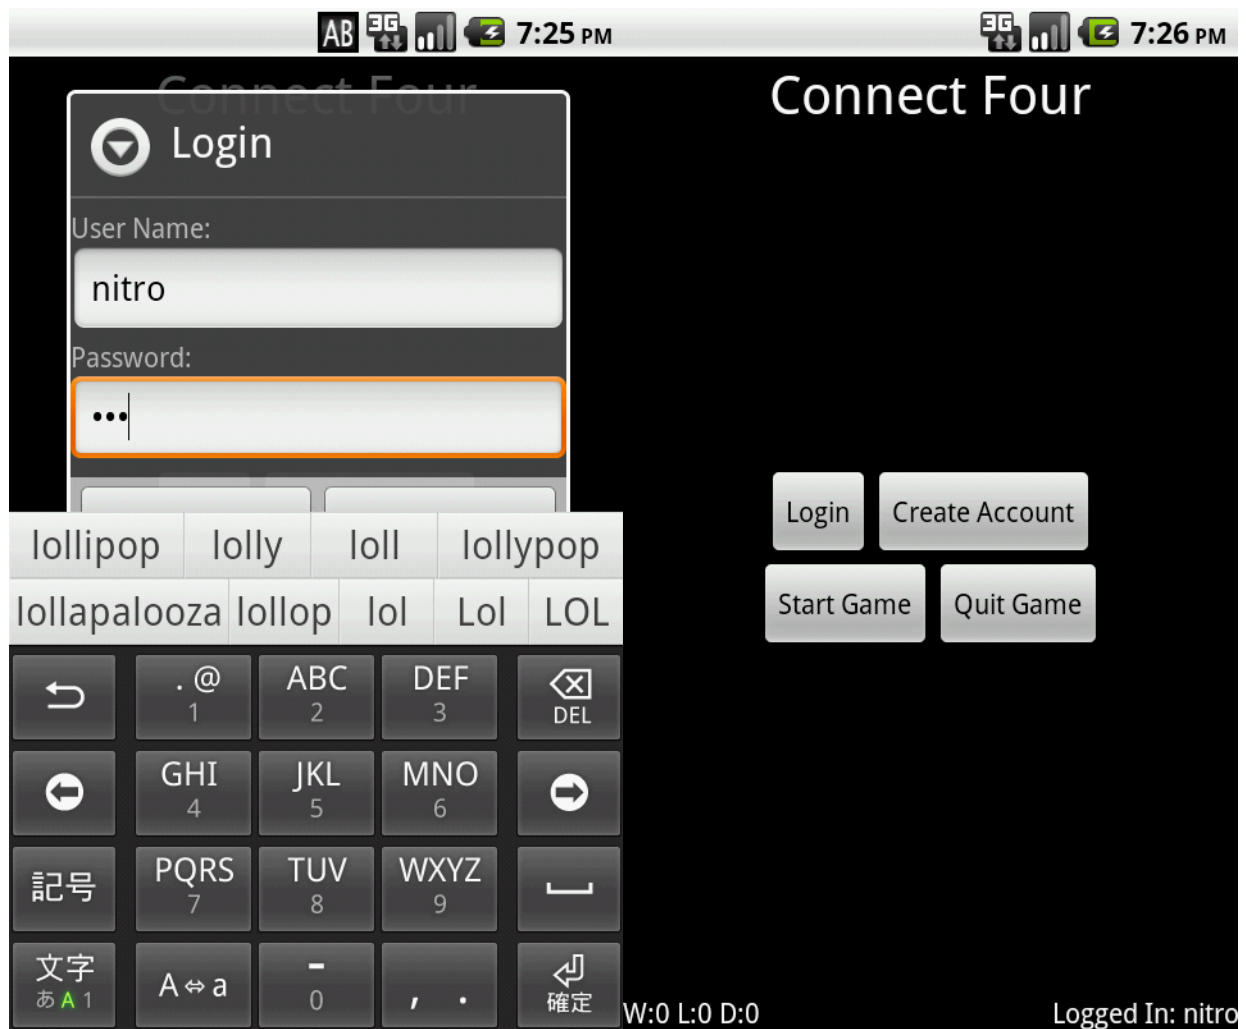 AB 3G 7:25 PM
Connect Four
Login
User Name:
nitro
Password:
•••
lollipop lolly loll lollypop
lollapalooza lollop lol Lol LOL
. @ ABC DEF
1 2 3 DEL
GHI JKL MNO
4 5 6
記号 PQRS TUV WXYZ
7 8 9
文字 A⇔a - , .
あA1 0 確定
3G 7:26 PM
Connect Four
Login Create Account
Start Game Quit Game
W:0 L:0 D:0 Logged In: nitro